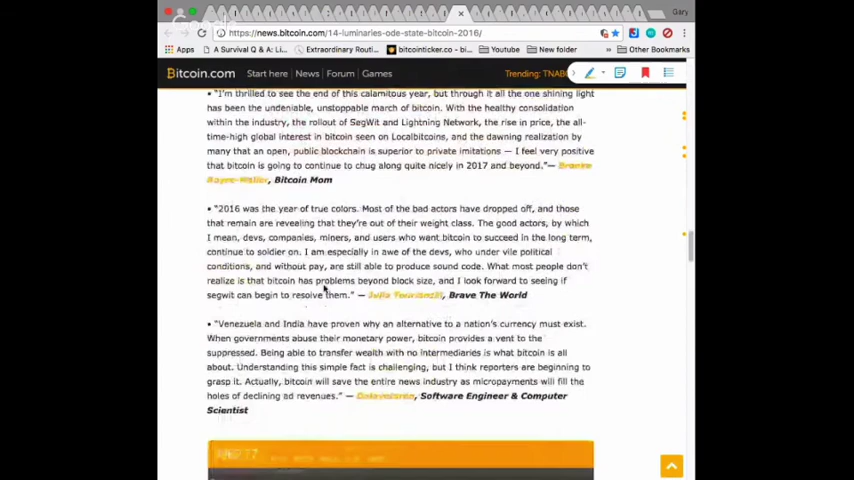 Google
Gary
https://news.bitcoin.com/14-luminaries-ode-state-bitcoin-2016/
Apps A Survival Q & A: Li Extraordinary Routi... bitcointicker.co - bi... Youtube New folder Other Bookmarks
Bitcoin.com Start here News Forum Games Trending: TNAB
• "I'm thrilled to see the end of this calamitous year, but through it all the one shining light
has been the undeniable, unstoppable march of bitcoin. With the healthy consolidation
within the industry, the rollout of SegWit and Lightning Network, the rise in price, the all-
time-high global interest in bitcoin seen on Localbitcoins, and the dawning realization by
many that an open, public blockchain is superior to private imitations — I feel very positive
that bitcoin is going to continue to chug along quite nicely in 2017 and beyond."—
, Bitcoin Mom
• "2016 was the year of true colors. Most of the bad actors have dropped off, and those
that remain are revealing that they're out of their weight class. The good actors, by which
I mean, devs, companies, miners, and users who want bitcoin to succeed in the long term,
continue to soldier on. I am especially in awe of the devs, who under vile political
conditions, and without pay, are still able to produce sound code. What most people don't
realize is that bitcoin has problems beyond block size, and I look forward to seeing if
segwit can begin to resolve them." — Julia Tourianski, Brave The World
• "Venezuela and India have proven why an alternative to a nation's currency must exist.
When governments abuse their monetary power, bitcoin provides a vent to the
suppressed. Being able to transfer wealth with no intermediaries is what bitcoin is all
about. Understanding this simple fact is challenging, but I think reporters are beginning to
grasp it. Actually, bitcoin will save the entire news industry as micropayments will fill the
holes of declining ad revenues." — , Software Engineer & Computer
Scientist